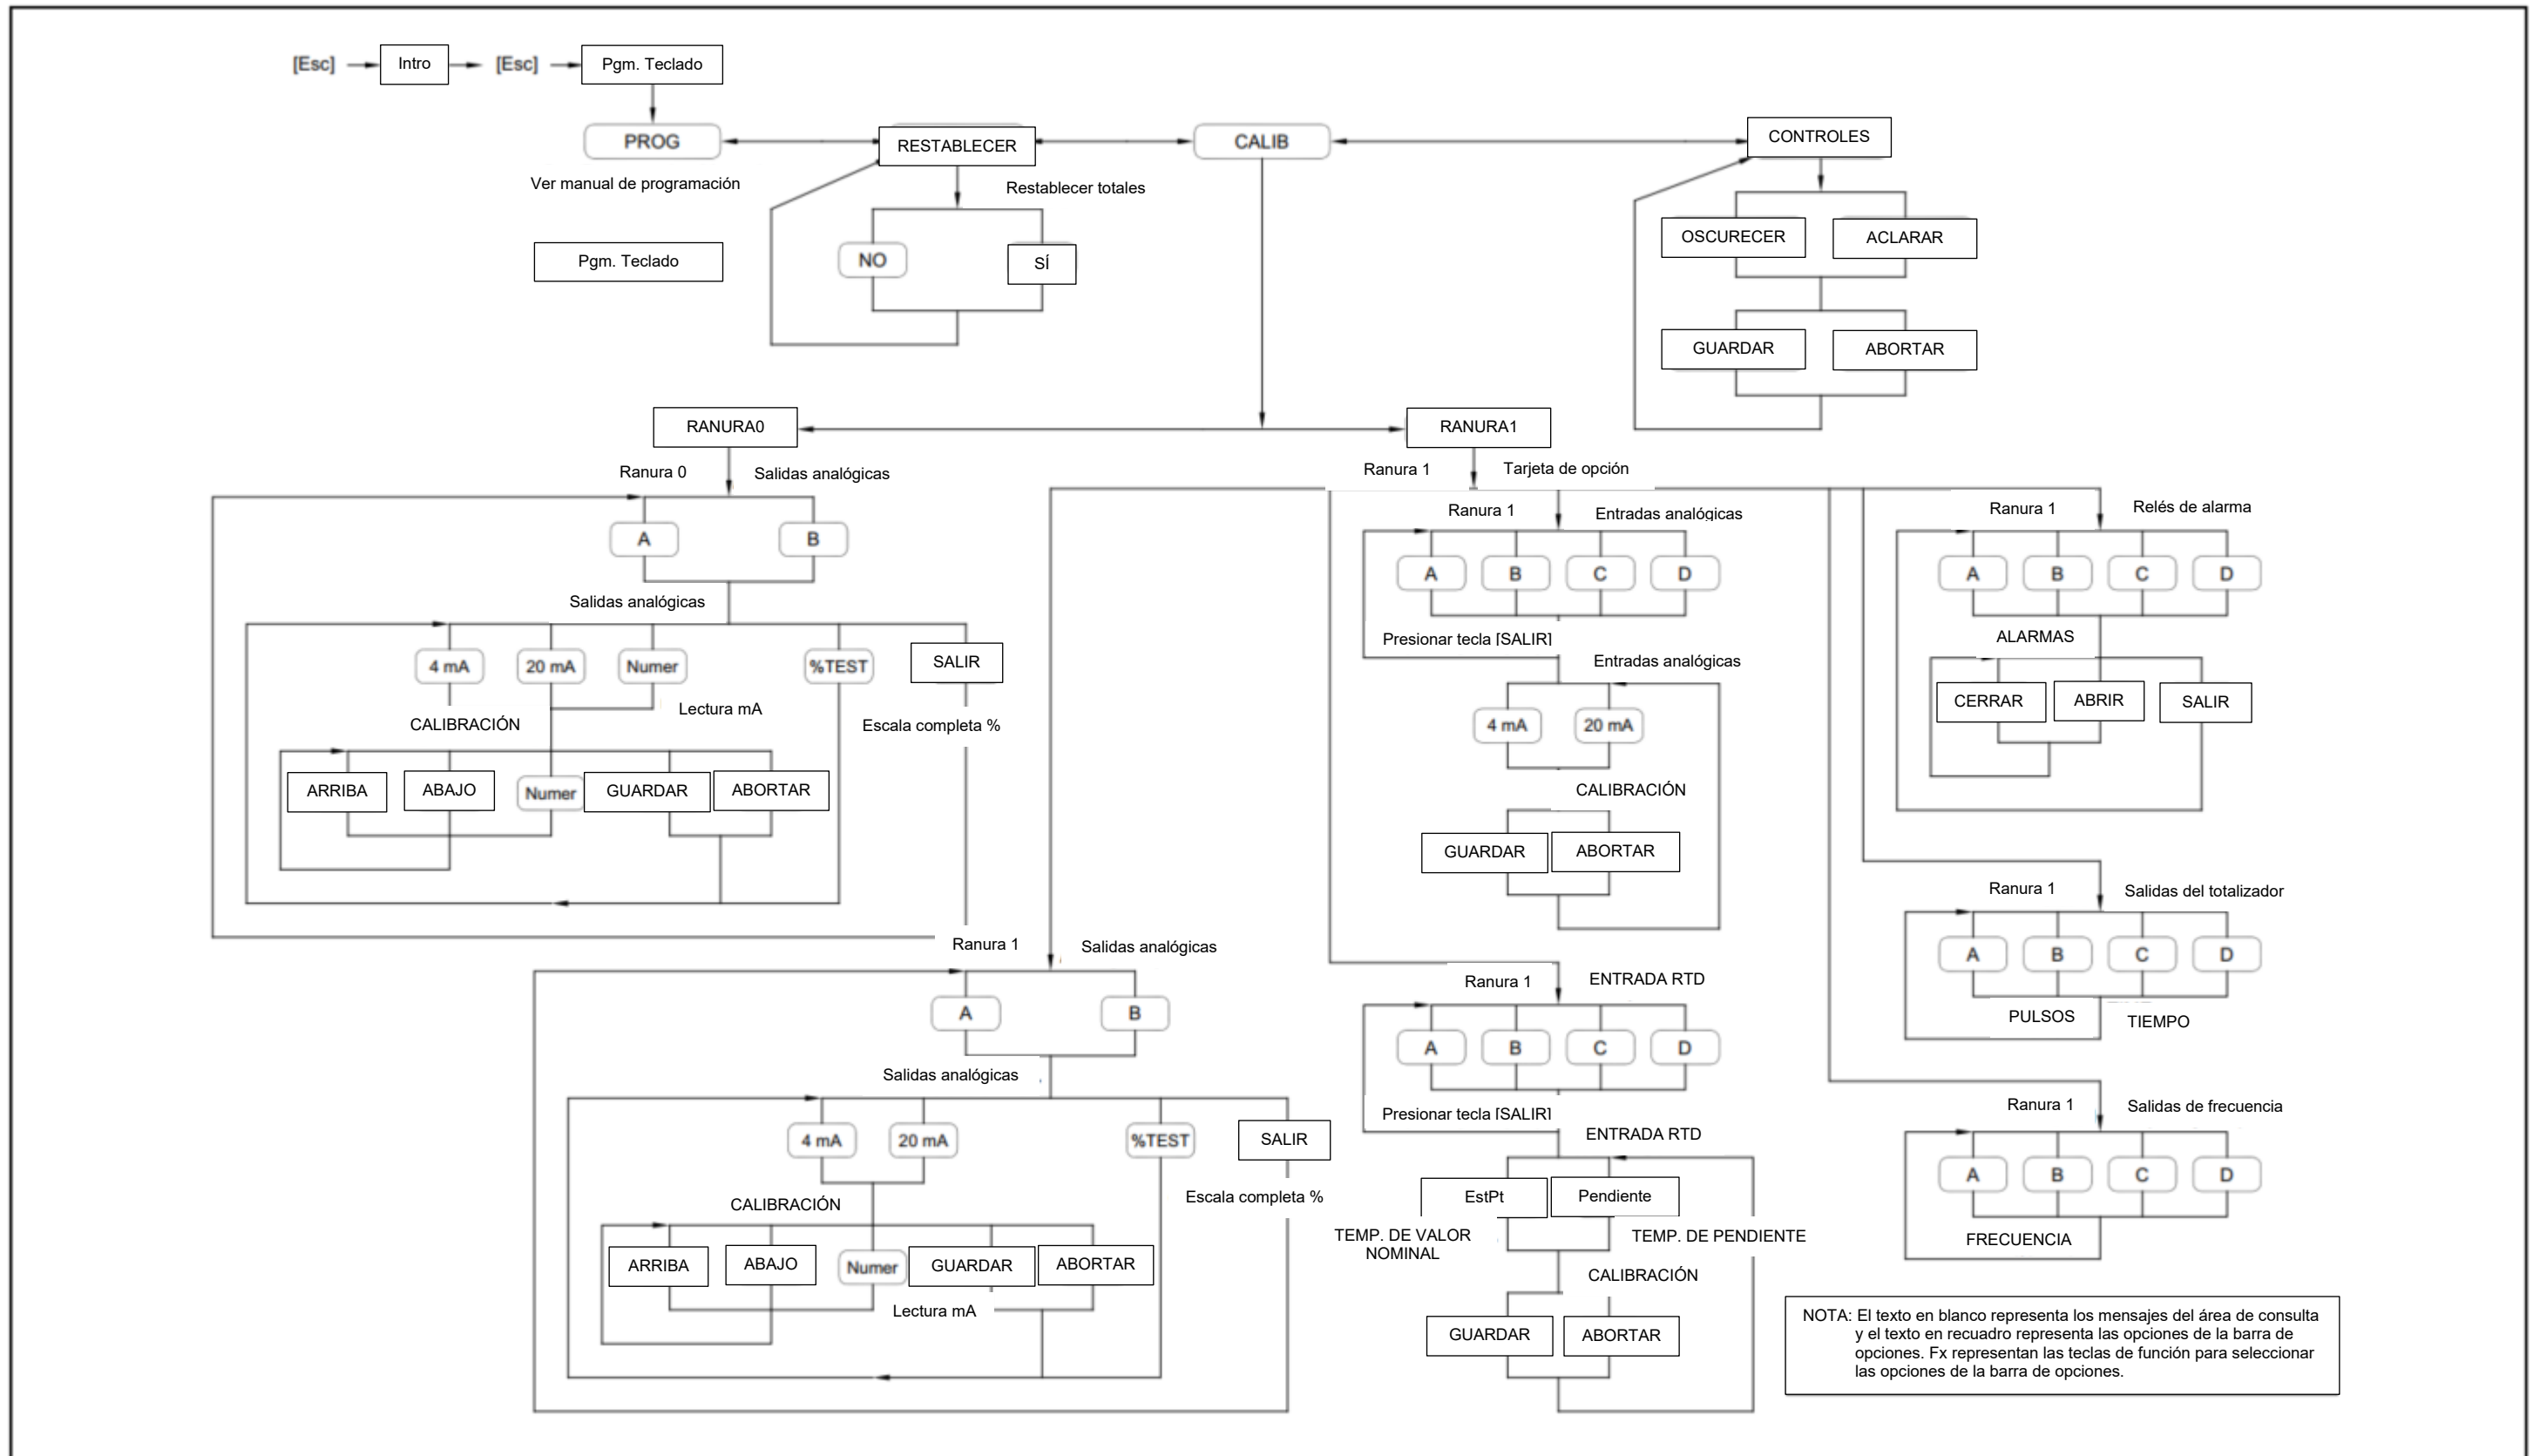 [Esc] Intro [Esc] Pgm. Teclado
PROG RESTABLECER CALIB CONTROLES
Ver manual de programación
Restablecer totales
Pgm. Teclado
NO SÍ
OSCURECER ACLARAR
GUARDAR ABORTAR
RANURA0 RANURA1
Ranura 0 Salidas analógicas
A B
Salidas analógicas
4 mA 20 mA Numer %TEST SALIR
Lectura mA
CALIBRACIÓN
Escala completa %
ARRIBA ABAJO Numer GUARDAR ABORTAR
Ranura 1 Salidas analógicas
A B
Salidas analógicas
4 mA 20 mA %TEST SALIR
CALIBRACIÓN
Escala completa %
ARRIBA ABAJO Numer GUARDAR ABORTAR
Lectura mA
Ranura 1 Tarjeta de opción
Ranura 1 Entradas analógicas
A B C D
Presionar tecla [SALIR]
Entradas analógicas
4 mA 20 mA
CALIBRACIÓN
GUARDAR ABORTAR
Ranura 1 ENTRADA RTD
A B C D
Presionar tecla [SALIR]
ENTRADA RTD
EstPt Pendiente
TEMP. DE VALOR
NOMINAL
TEMP. DE PENDIENTE
CALIBRACIÓN
GUARDAR ABORTAR
Ranura 1 Relés de alarma
A B C D
ALARMAS
CERRAR ABRIR SALIR
Ranura 1 Salidas del totalizador
A B C D
PULSOS TIEMPO
Ranura 1 Salidas de frecuencia
A B C D
FRECUENCIA
NOTA: El texto en blanco representa los mensajes del área de consulta
y el texto en recuadro representa las opciones de la barra de
opciones. Fx representan las teclas de función para seleccionar
las opciones de la barra de opciones.